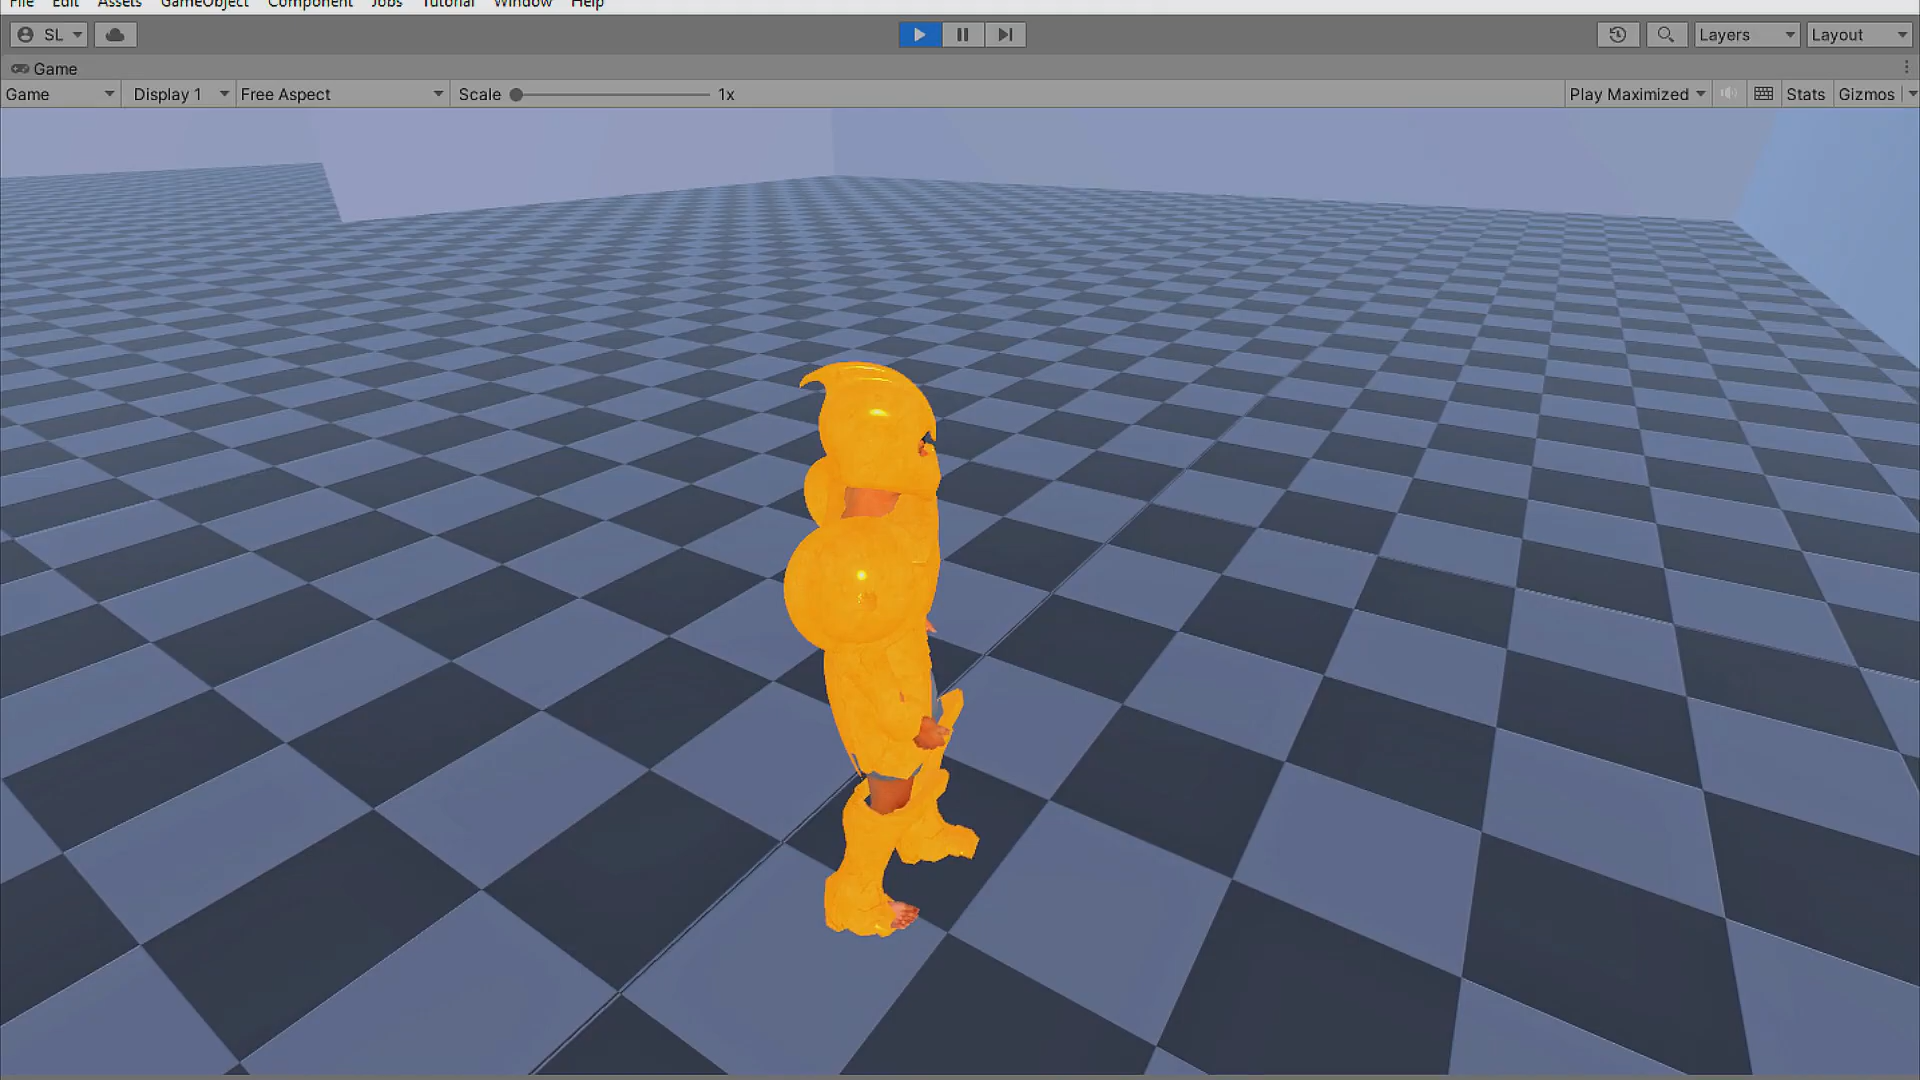 File Edit Assets GameObject Component Jobs Tutorial Window Help
SL Layers Layout
Game
Game Display 1 Free Aspect Scale 1x Play Maximized Stats Gizmos